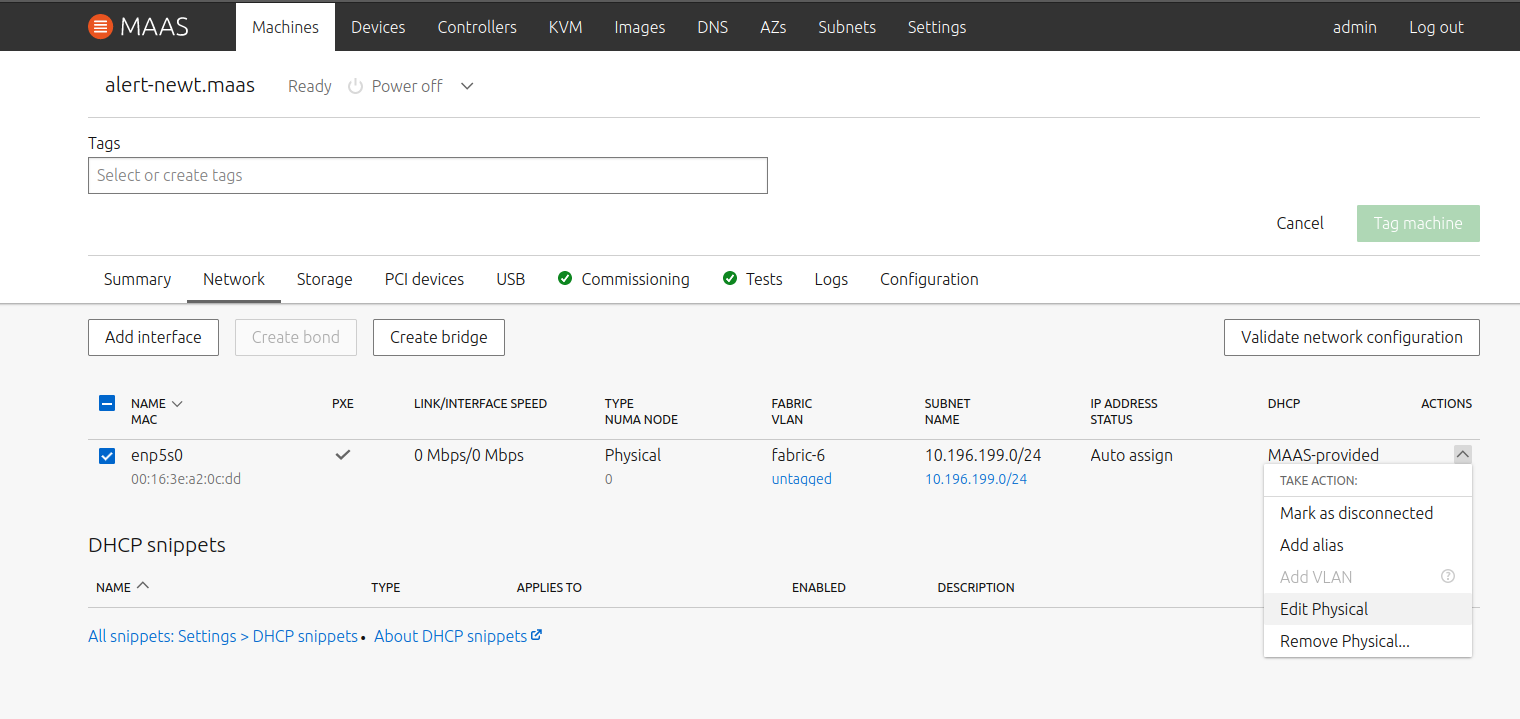 MAAS Machines Devices Controllers KVM Images DNS AZs Subnets Settings admin Log out
alert-newt.maas Ready Power off
Tags
Select or create tags
Cancel Tag machine
Summary Network Storage PCI devices USB Commissioning Tests Logs Configuration
Add interface Create bond Create bridge Validate network configuration
NAME PXE LINK/INTERFACE SPEED TYPE FABRIC SUBNET IP ADDRESS DHCP ACTIONS
MAC NUMA NODE VLAN NAME STATUS
enp5s0 0 Mbps/0 Mbps Physical fabric-6 10.196.199.0/24 Auto assign MAAS-provided
00:16:3e:a2:0c:dd 0 untagged 10.196.199.0/24
TAKE ACTION:
Mark as disconnected
Add alias
Add VLAN
Edit Physical
Remove Physical...
DHCP snippets
NAME TYPE APPLIES TO ENABLED DESCRIPTION
All snippets: Settings > DHCP snippets • About DHCP snippets